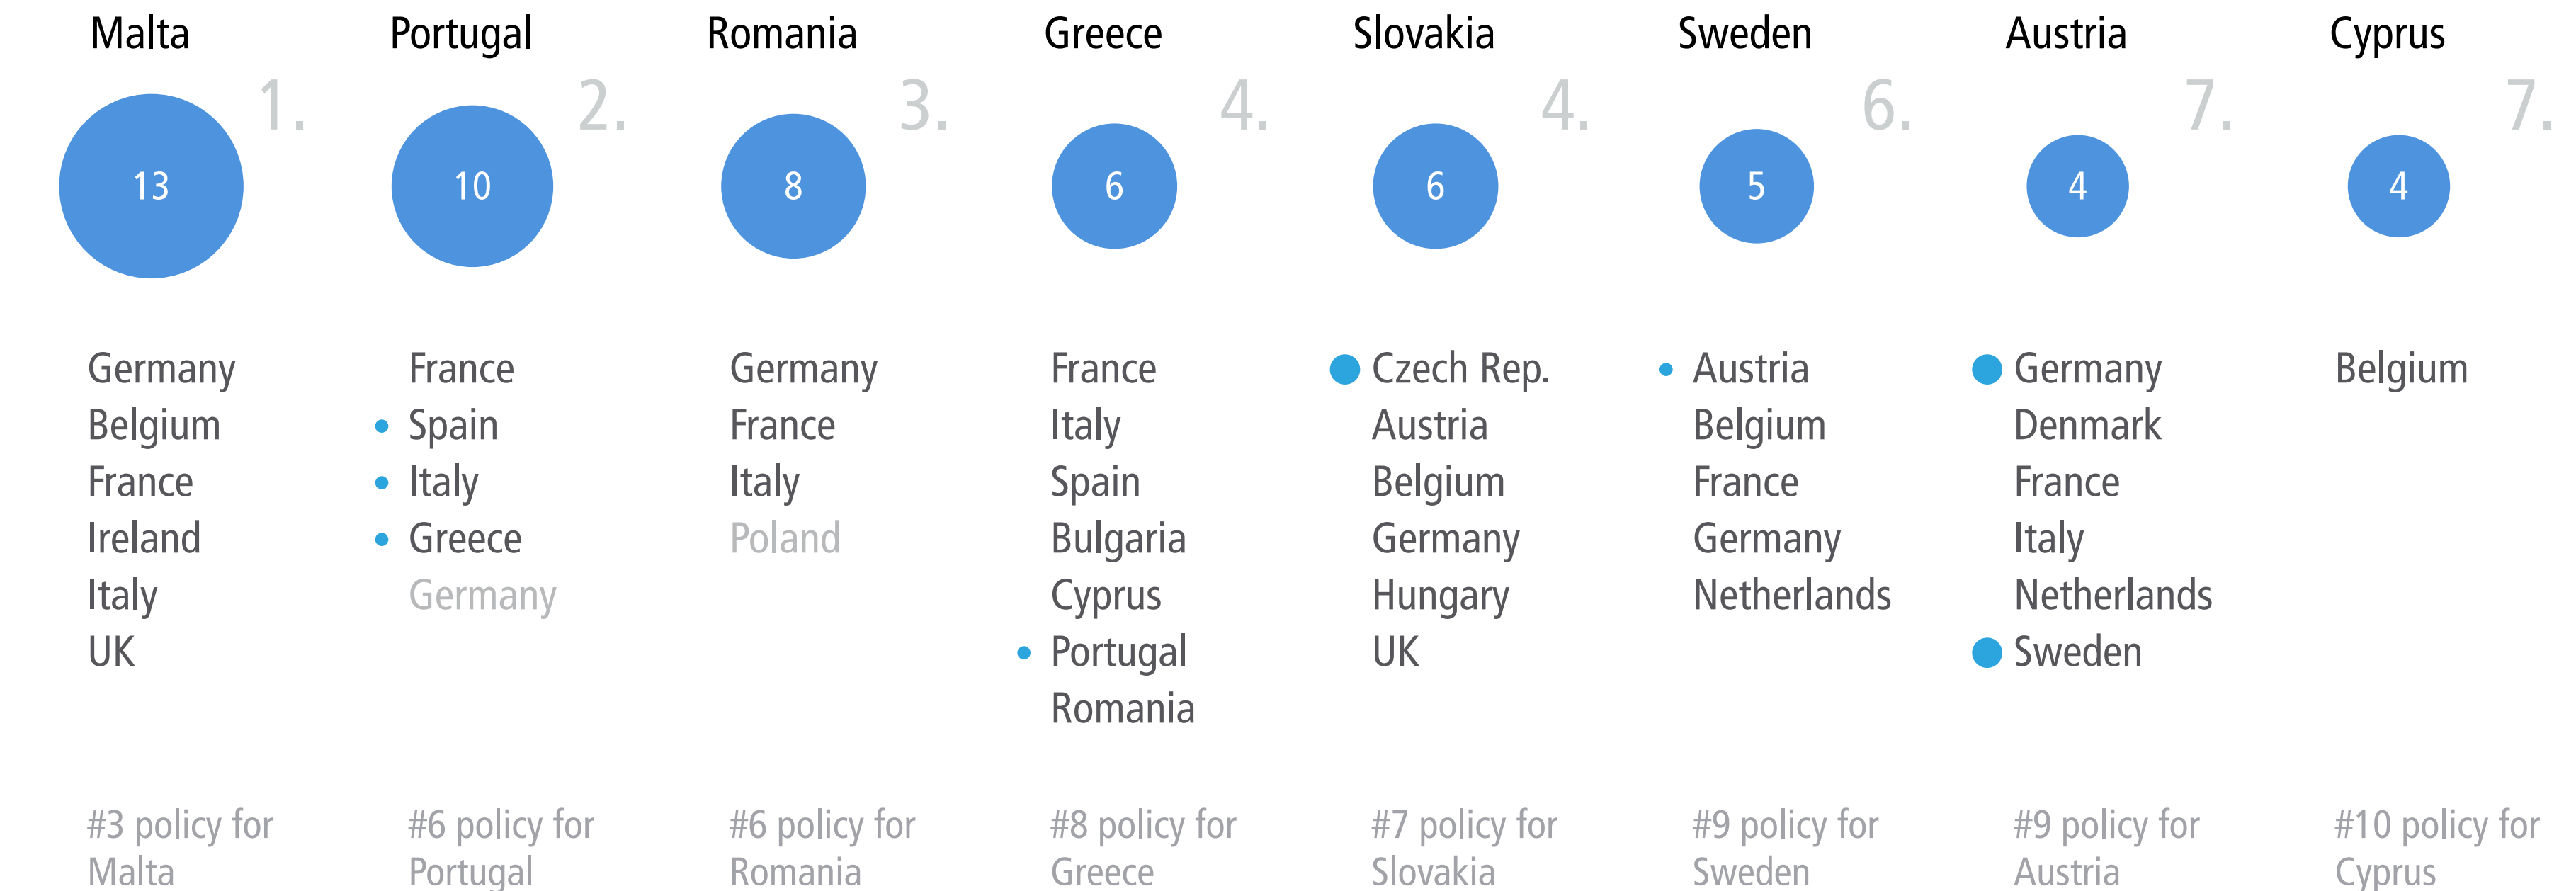 Malta
Portugal
Romania
Greece
Slovakia
Sweden
Austria
Cyprus
1.
2.
3.
4.
4.
6.
7.
7.
13
10
8
6
6
5
4
4
Germany
Belgium
France
Ireland
Italy
UK
France
Spain
Italy
Greece
Germany
Germany
France
Italy
Poland
France
Italy
Spain
Bulgaria
Cyprus
Portugal
Romania
Czech Rep.
Austria
Belgium
Germany
Hungary
UK
Austria
Belgium
France
Germany
Netherlands
Germany
Denmark
France
Italy
Netherlands
Sweden
Belgium
#3 policy for
Malta
#6 policy for
Portugal
#6 policy for
Romania
#8 policy for
Greece
#7 policy for
Slovakia
#9 policy for
Sweden
#9 policy for
Austria
#10 policy for
Cyprus